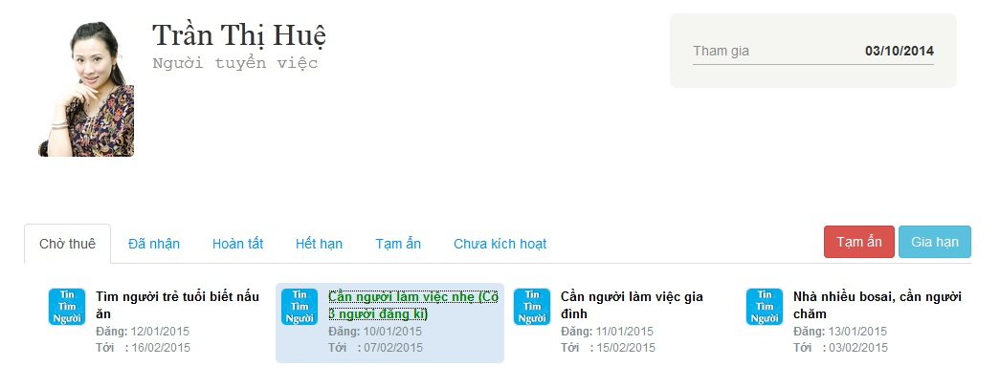 Trần Thị Huệ
Người tuyển việc
Tham gia 03/10/2014
Chờ thuê Đã nhận Hoàn tất Hết hạn Tạm ẩn Chưa kích hoạt Tạm ẩn Gia hạn
Tin
Tìm
Người
Tìm người trẻ tuổi biết nấu
ăn
Đăng: 12/01/2015
Tới : 16/02/2015
Tin
Tìm
Người
Cần người làm việc nhẹ (Có
3 người đăng kí)
Đăng: 10/01/2015
Tới : 07/02/2015
Tin
Tìm
Người
Cần người làm việc gia
đình
Đăng: 11/01/2015
Tới : 15/02/2015
Tin
Tìm
Người
Nhà nhiều bosai, cần người
chăm
Đăng: 13/01/2015
Tới : 03/02/2015